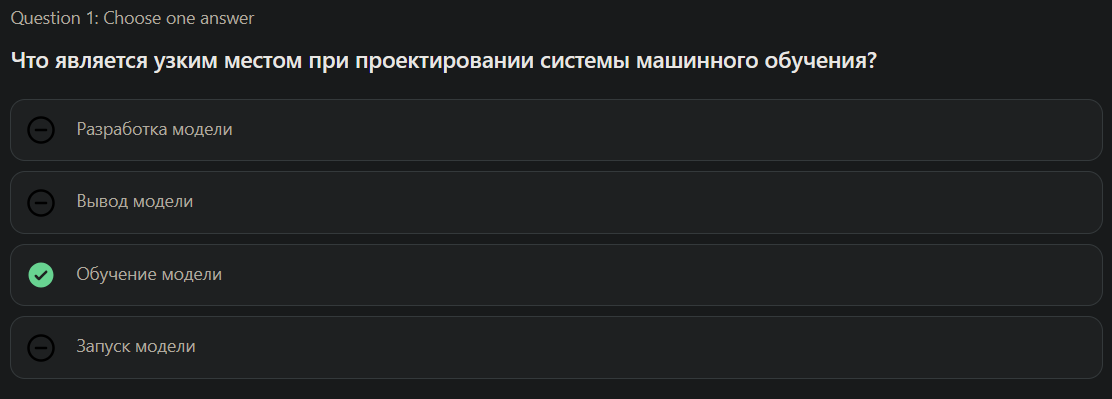 Question 1: Choose one answer
Что является узким местом при проектировании системы машинного обучения?
Разработка модели
Вывод модели
Обучение модели
Запуск модели